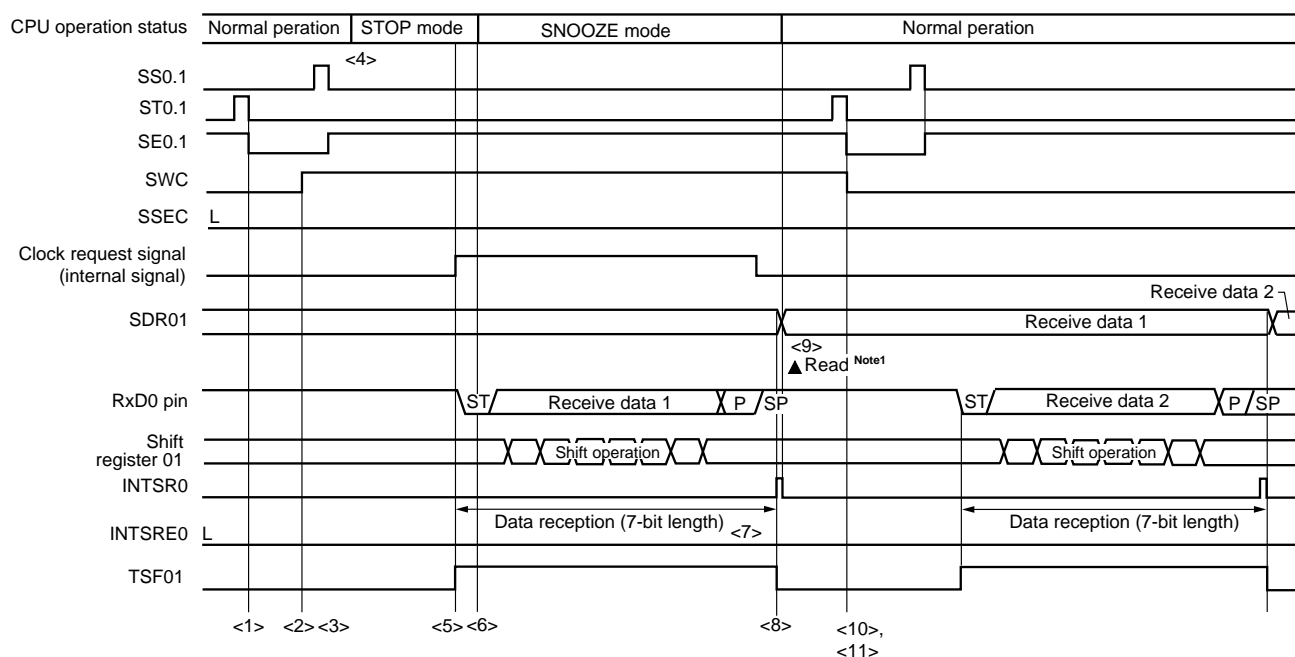 CPU operation status Normal peration STOP mode SNOOZE mode Normal peration
<4>
SS0.1
ST0.1
SE0.1
SWC
SSEC L
Clock request signal
(internal signal)
Receive data 2
SDR01 Receive data 1
<9>
▲Read Note1
RxD0 pin ST Receive data 1 P SP ST Receive data 2 P SP
Shift
register 01 Shift operation Shift operation
INTSR0
Data reception (7-bit length) Data reception (7-bit length)
<7>
INTSRE0 L
TSF01
<1> <2> <3> <5> <6> <8> <10>,
<11>